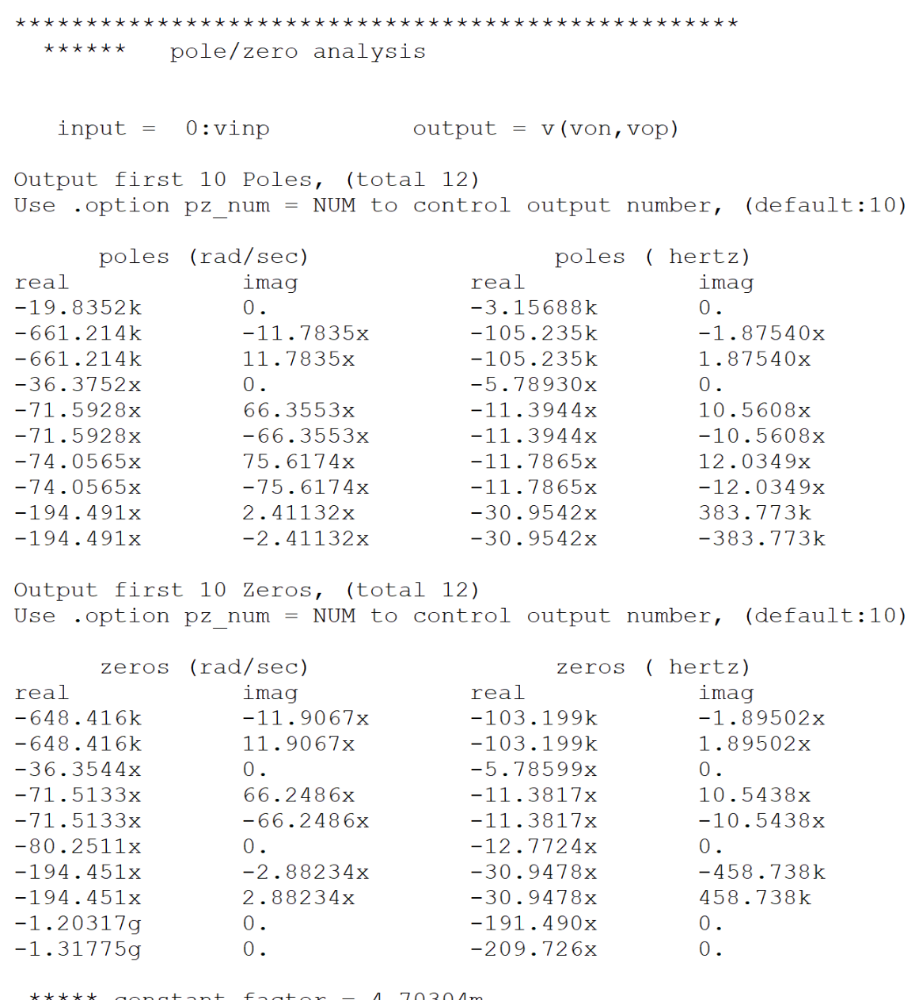 ***************************************************
****** pole/zero analysis
input = 0:vinp output = v(von,vop)
Output first 10 Poles, (total 12)
Use .option pz_num = NUM to control output number, (default:10)
poles (rad/sec) poles ( hertz)
real imag real imag
-19.8352k 0. -3.15688k 0.
-661.214k -11.7835x -105.235k -1.87540x
-661.214k 11.7835x -105.235k 1.87540x
-36.3752x 0. -5.78930x 0.
-71.5928x 66.3553x -11.3944x 10.5608x
-71.5928x -66.3553x -11.3944x -10.5608x
-74.0565x 75.6174x -11.7865x 12.0349x
-74.0565x -75.6174x -11.7865x -12.0349x
-194.491x 2.41132x -30.9542x 383.773k
-194.491x -2.41132x -30.9542x -383.773k
Output first 10 Zeros, (total 12)
Use .option pz_num = NUM to control output number, (default:10)
zeros (rad/sec) zeros ( hertz)
real imag real imag
-648.416k -11.9067x -103.199k -1.89502x
-648.416k 11.9067x -103.199k 1.89502x
-36.3544x 0. -5.78599x 0.
-71.5133x 66.2486x -11.3817x 10.5438x
-71.5133x -66.2486x -11.3817x -10.5438x
-80.2511x 0. -12.7724x 0.
-194.451x -2.88234x -30.9478x -458.738k
-194.451x 2.88234x -30.9478x 458.738k
-1.20317g 0. -191.490x 0.
-1.31775g 0. -209.726x 0.
***** constant factor =